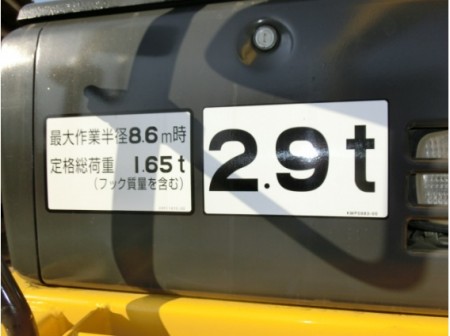 最大作業半径8.6m時
定格総荷重 1.65t
(フック質量を含む)
2.9t